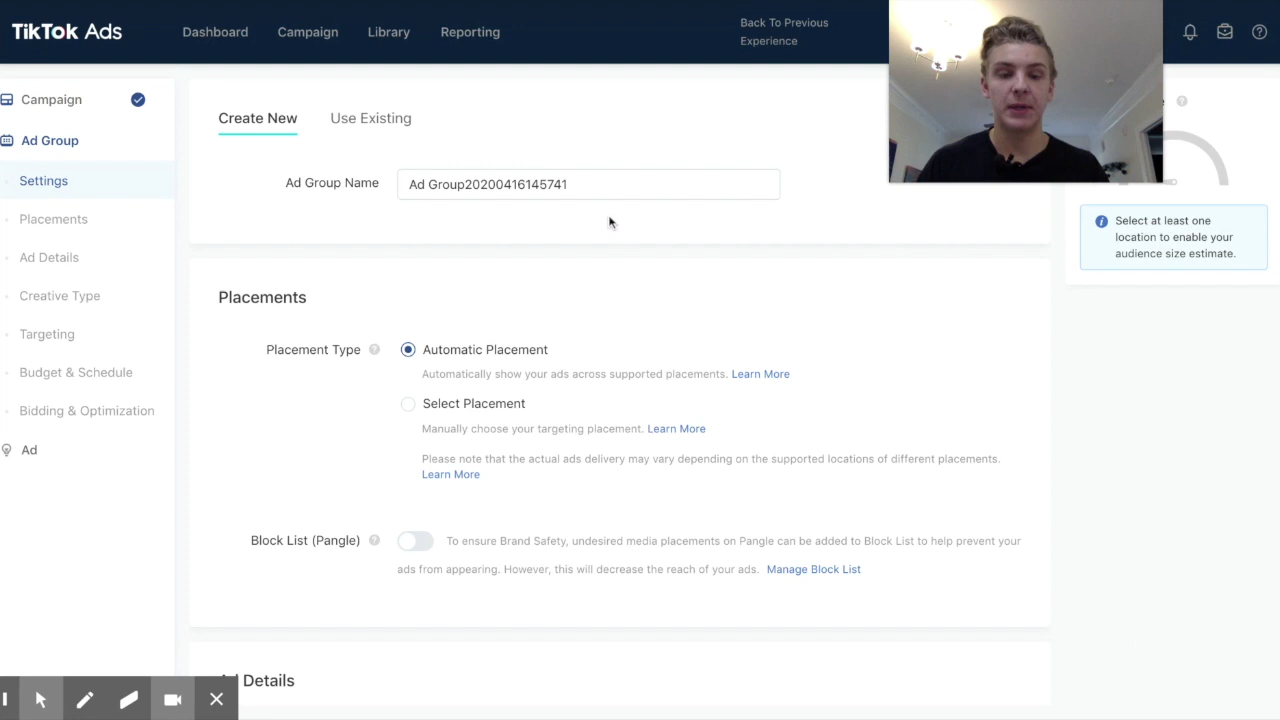 TikTok Ads
Dashboard
Campaign
Library
Reporting
Back To Previous
Experience
Campaign
Ad Group
Settings
Placements
Ad Details
Creative Type
Targeting
Budget & Schedule
Bidding & Optimization
Ad
Create New
Use Existing
Ad Group Name
Ad Group20200416145741
Placements
Placement Type
Automatic Placement
Automatically show your ads across supported placements. Learn More
Select Placement
Manually choose your targeting placement. Learn More
Please note that the actual ads delivery may vary depending on the supported locations of different placements.
Learn More
Block List (Pangle)
To ensure Brand Safety, undesired media placements on Pangle can be added to Block List to help prevent your
ads from appearing. However, this will decrease the reach of your ads. Manage Block List
Details
Select at least one
location to enable your
audience size estimate.